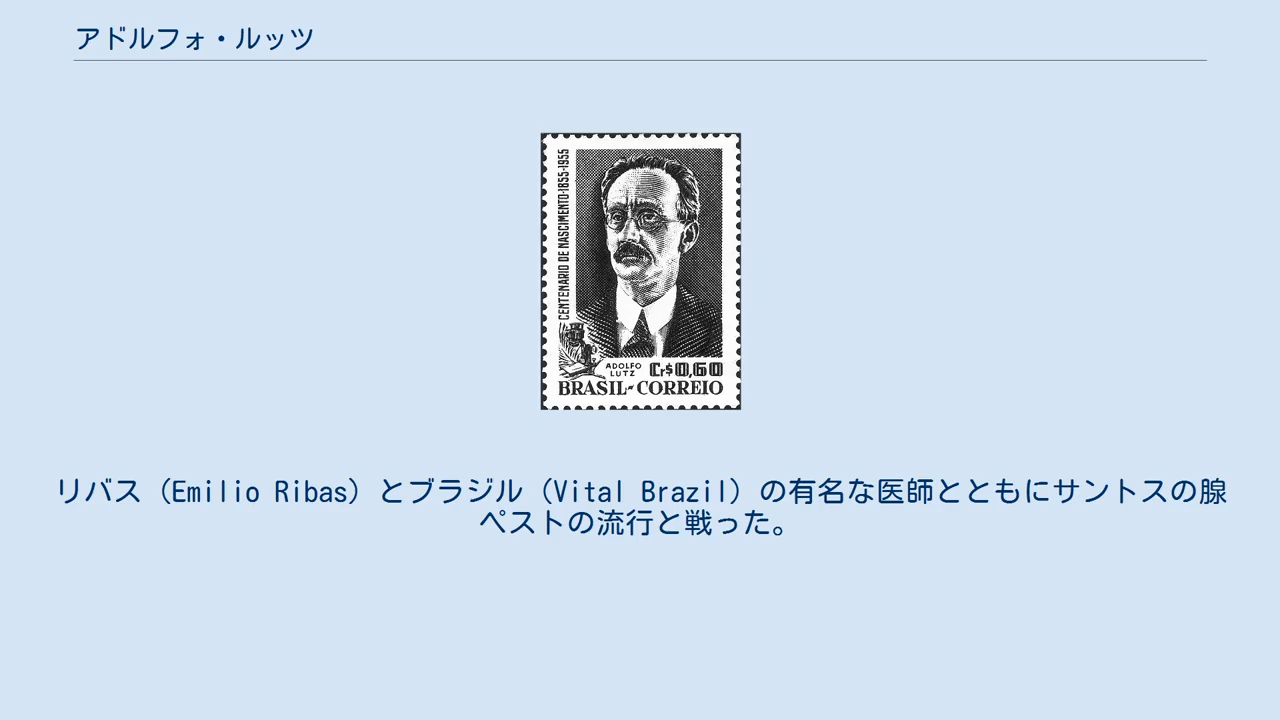 アドルフォ・ルッツ
CENTENARIO DE NASCIMENTO·1855·1955
ADOLFO
LUTZ
Cr$0,60
BRASIL-CORREIO
リバス（Emilio Ribas）とブラジル（Vital Brazil）の有名な医師とともにサントスの腺
ペストの流行と戦った。